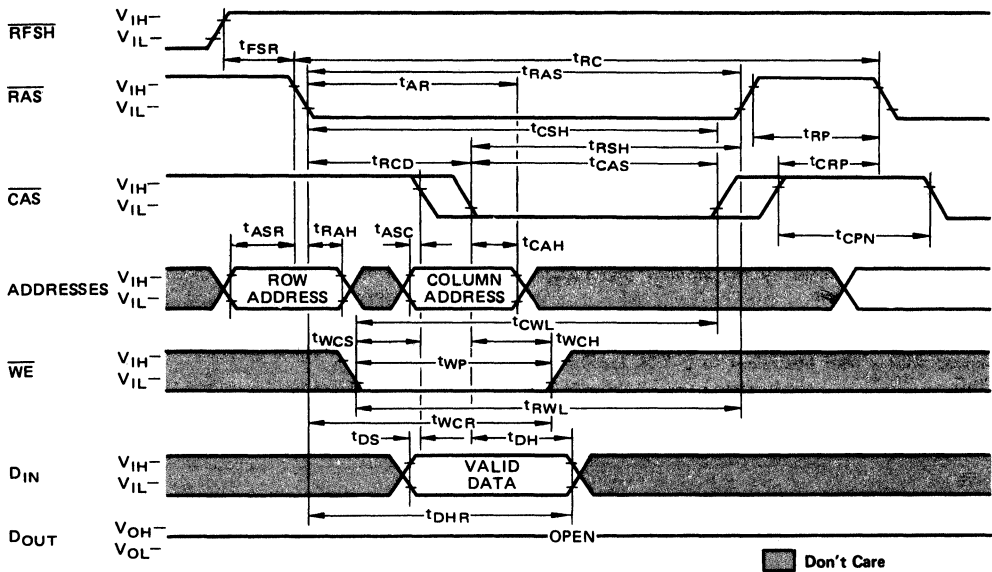 RFSH
VIH–
VIL–
tFSR
tRC
RAS
VIH–
VIL–
tAR
tRAS
tCSH
tRSH
tRP
tRCD
tCAS
tCRP
CAS
VIH–
VIL–
tASR
tRAH
tASC
tCAH
tCPN
ADDRESSES
VIH–
VIL–
ROW
ADDRESS
COLUMN
ADDRESS
tCWL
tWCS
tWCH
WE
VIH–
VIL–
tWP
tRWL
tWCR
tDS
tDH
DIN
VIH–
VIL–
VALID
DATA
tDHR
DOUT
VOH–
VOL–
OPEN
Don't Care